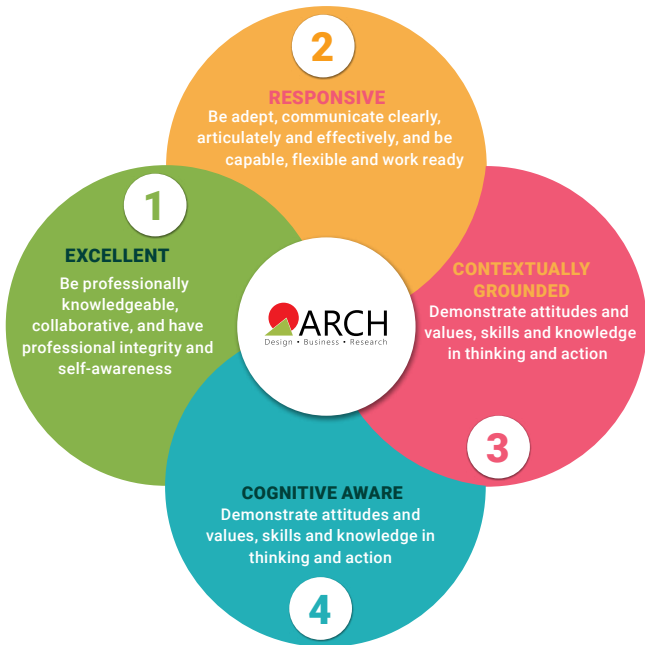 1
EXCELLENT
Be professionally
knowledgeable,
collaborative, and have
professional integrity and
self-awareness
2
RESPONSIVE
Be adept, communicate clearly,
articulately and effectively, and be
capable, flexible and work ready
CONTEXTUALLY
GROUNDED
Demonstrate attitudes and
values, skills and knowledge
in thinking and action
3
COGNITIVE AWARE
Demonstrate attitudes and
values, skills and knowledge in
thinking and action
4
ARCH
Design • Business • Research